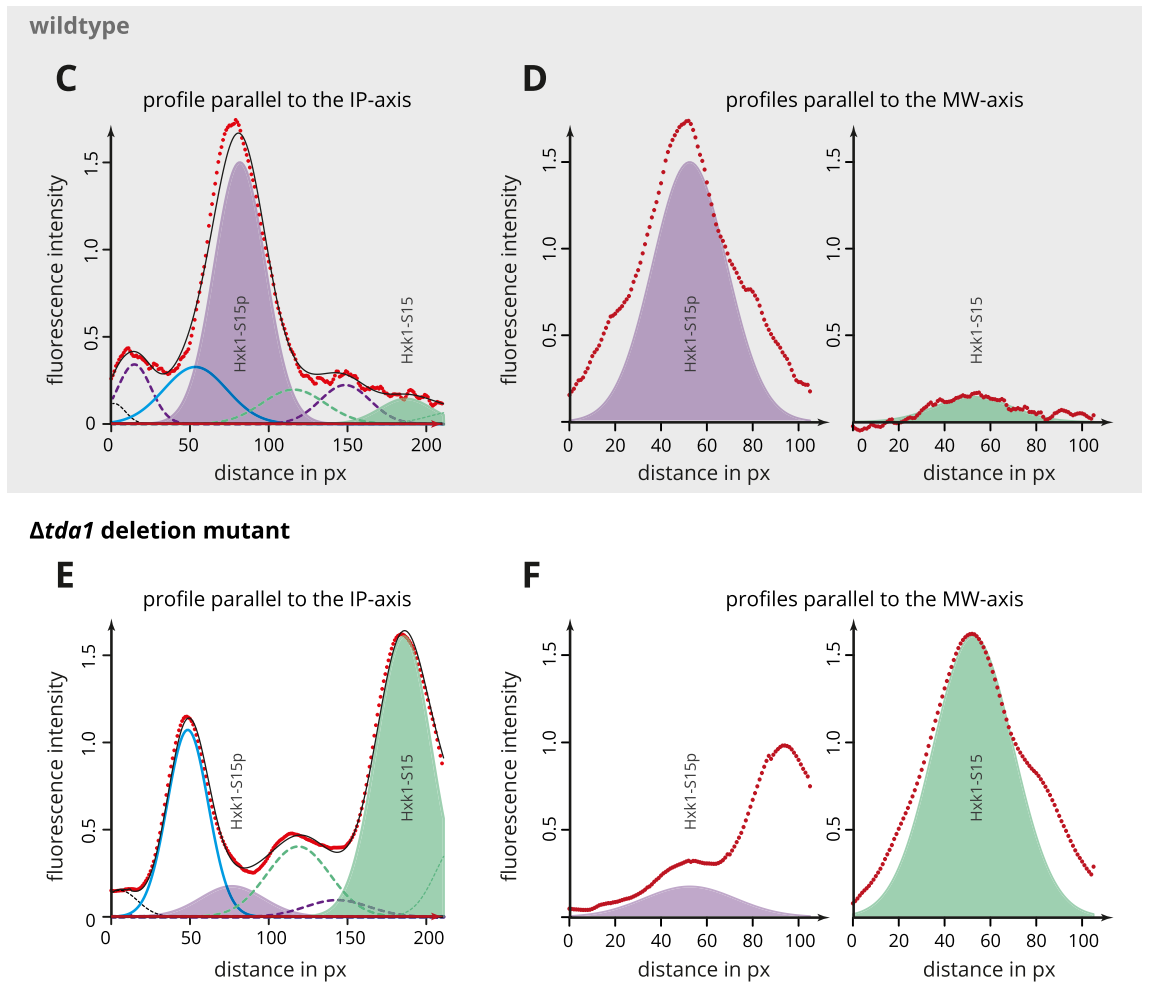 wildtype
C
profile parallel to the IP-axis
fluorescence intensity
1.5
1.0
0.5
0
Hxk1-S15p
Hxk1-S15
0 50 100 150 200
distance in px
D
profiles parallel to the MW-axis
fluorescence intensity
1.5
1.0
0.5
Hxk1-S15p
0 20 40 60 80 100
distance in px
1.5
1.0
0.5
Hxk1-S15
0 20 40 60 80 100
distance in px
Δtda1 deletion mutant
E
profile parallel to the IP-axis
fluorescence intensity
1.5
1.0
0.5
0
Hxk1-S15p
Hxk1-S15
0 50 100 150 200
distance in px
F
profiles parallel to the MW-axis
fluorescence intensity
1.5
1.0
0.5
Hxk1-S15p
0 20 40 60 80 100
distance in px
1.5
1.0
0.5
Hxk1-S15
0 20 40 60 80 100
distance in px